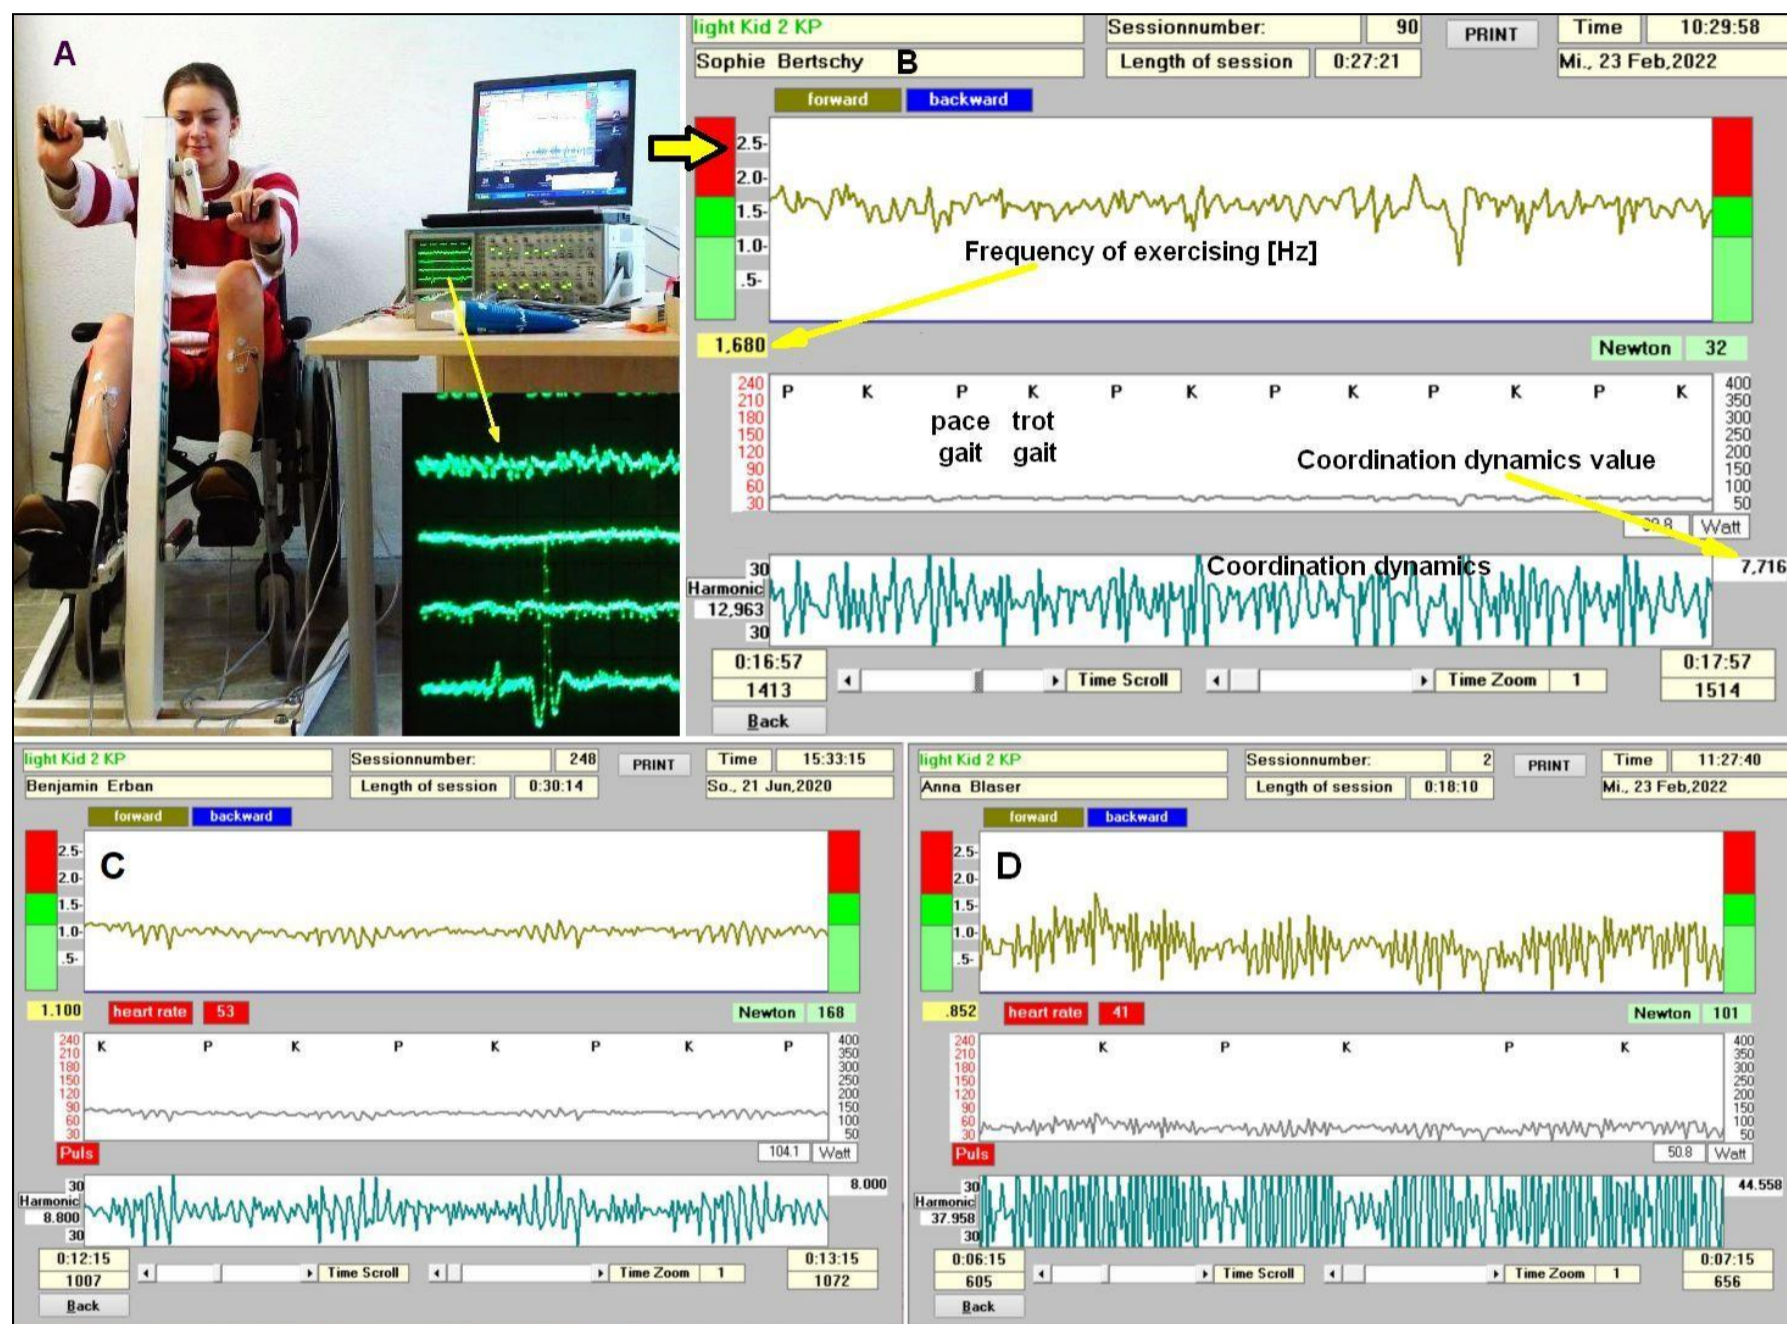 A
light Kid 2 KP
Sessionnumber: 90
PRINT
Time 10:29:58
Sophie Bertschy B
Length of session 0:27:21
Mi., 23 Feb,2022
forward backward
2.5-
2.0-
1.5-
1.0-
.5-
Frequency of exercising [Hz]
1,680
Newton 32
240
210
180
150
120
90
60
30
P K P K P K P K P K P K
pace trot
gait gait
400
350
300
250
200
150
100
50
Coordination dynamics value
Watt
30
Harmonic
12,963
30
Coordination dynamics
7,716
0:16:57
1413
Time Scroll
Time Zoom 1
0:17:57
1514
Back
light Kid 2 KP
Sessionnumber: 248
PRINT
Time 15:33:15
Benjamin Erban
Length of session 0:30:14
So., 21 Jun,2020
forward backward
C
2.5-
2.0-
1.5-
1.0-
.5-
1.100
heart rate 53
Newton 168
240
210
180
150
120
90
60
30
K P K P K P K P
400
350
300
250
200
150
100
50
Puls
104.1 Watt
30
Harmonic
8.800
30
8.000
0:12:15
1007
Time Scroll
Time Zoom 1
0:13:15
1072
Back
light Kid 2 KP
Sessionnumber: 2
PRINT
Time 11:27:40
Anna Blaser
Length of session 0:18:10
Mi., 23 Feb,2022
forward backward
D
2.5-
2.0-
1.5-
1.0-
.5-
.852
heart rate 41
Newton 101
240
210
180
150
120
90
60
30
K P K P K
400
350
300
250
200
150
100
50
Puls
50.8 Watt
30
Harmonic
37.958
30
44.558
0:06:15
605
Time Scroll
Time Zoom 1
0:07:15
656
Back